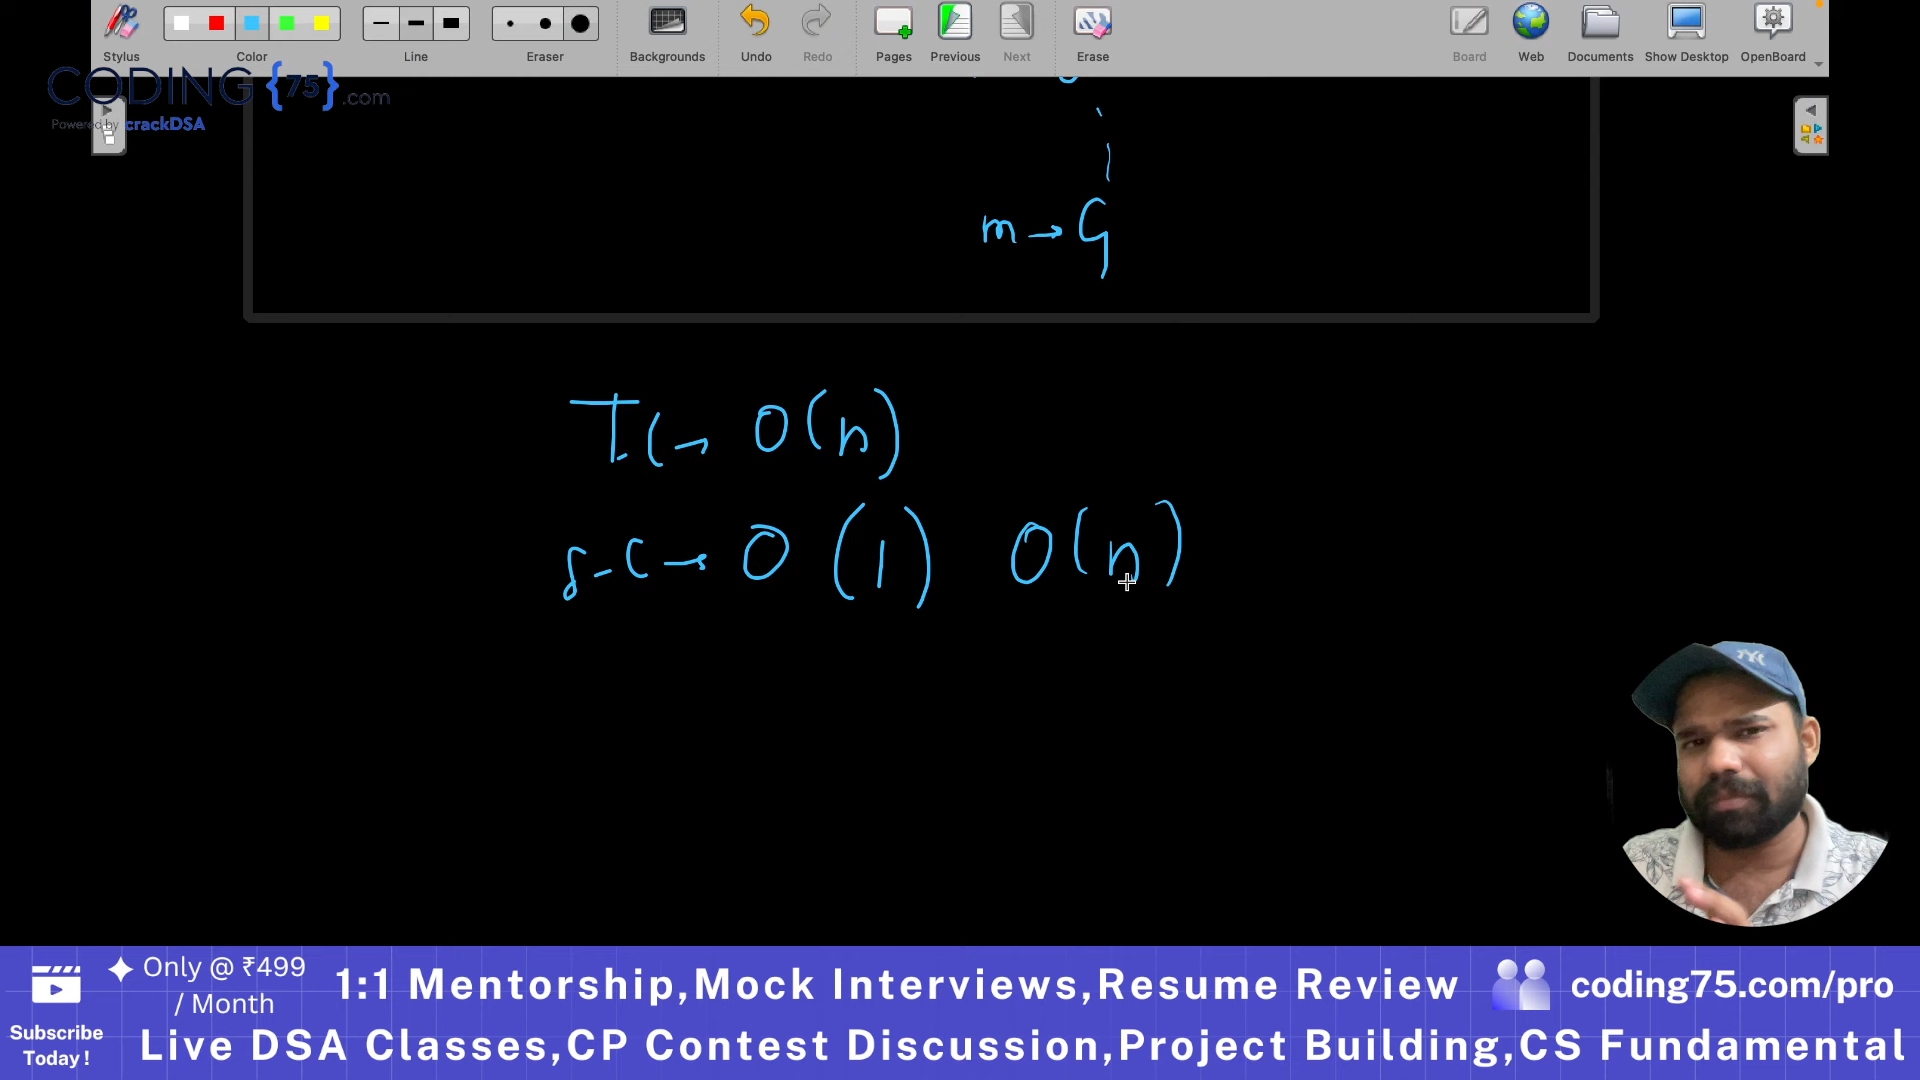 Stylus Color Line Eraser Backgrounds Undo Redo Pages Previous Next Erase Board Web Documents Show Desktop OpenBoard
CODING {75} .com
Powered by crackDSA
m → 9
T.C → O(n)
S-C → O (1) O(n)
NY
Only @ ₹499
/ Month
1:1 Mentorship,Mock Interviews,Resume Review
coding75.com/pro
Subscribe
Today !
Live DSA Classes,CP Contest Discussion,Project Building,CS Fundamental